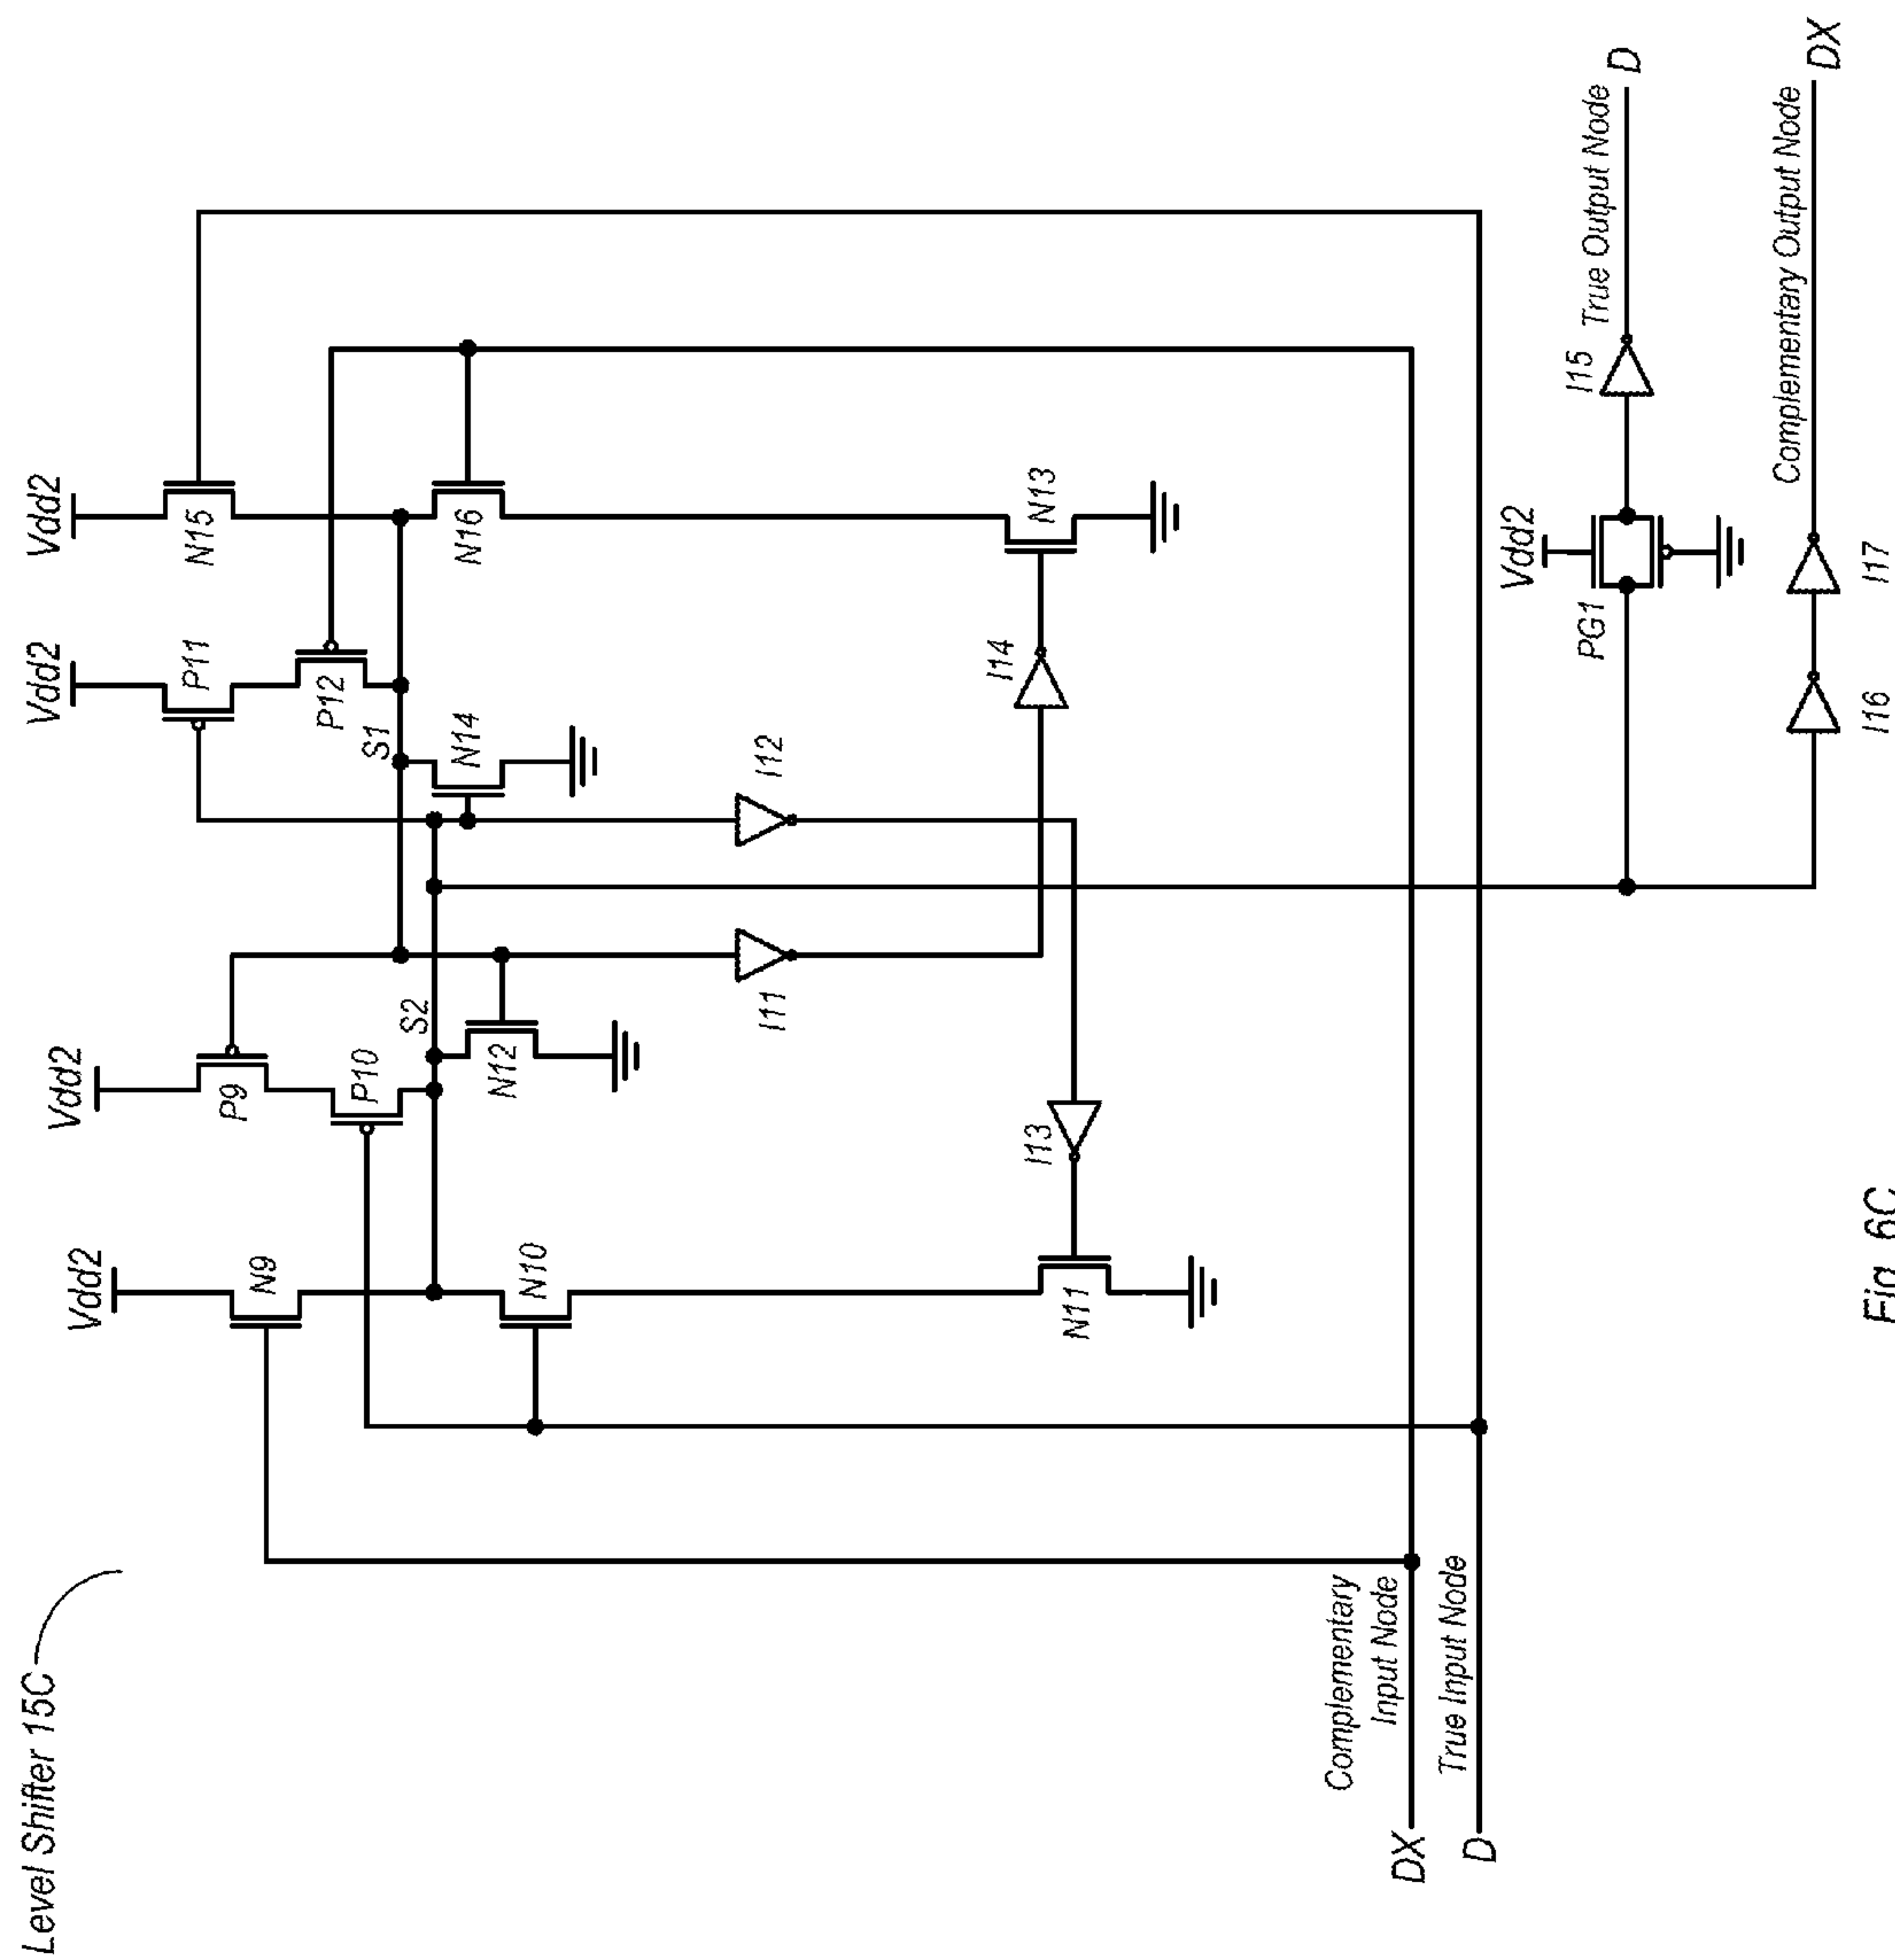 Level Shifter 15C
Vdd2
N9
N10
N11
I13
Vdd2
P9
P10
S2
N12
I11
I12
S1
N14
Vdd2
P11
P12
I14
Vdd2
N15
N16
N13
Complementary
Input Node
DX
True Input Node
D
Vdd2
PG1
I15
True Output Node
D
I16
I17
Complementary Output Node
DX
Fig. 6C